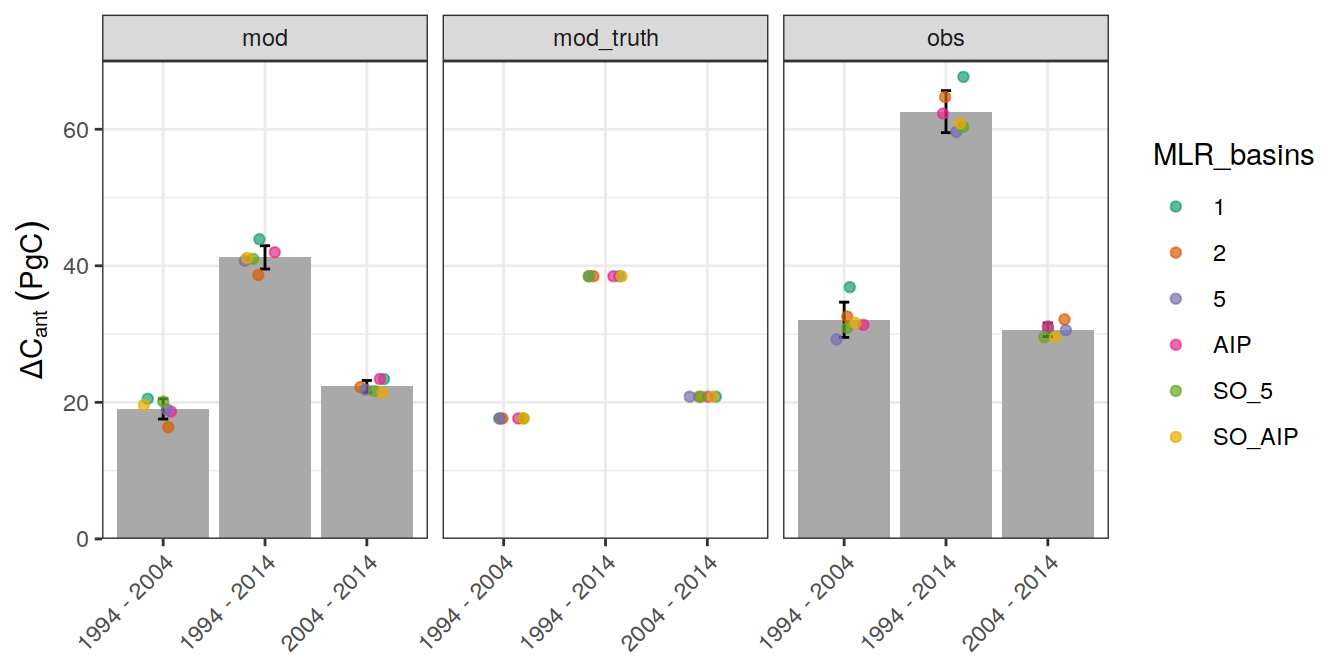 mod
mod_truth
obs
ΔCant (PgC)
60
40
20
0
1994 - 2004
1994 - 2014
2004 - 2014
1994 - 2004
1994 - 2014
2004 - 2014
1994 - 2004
1994 - 2014
2004 - 2014
MLR_basins
1
2
5
AIP
SO_5
SO_AIP